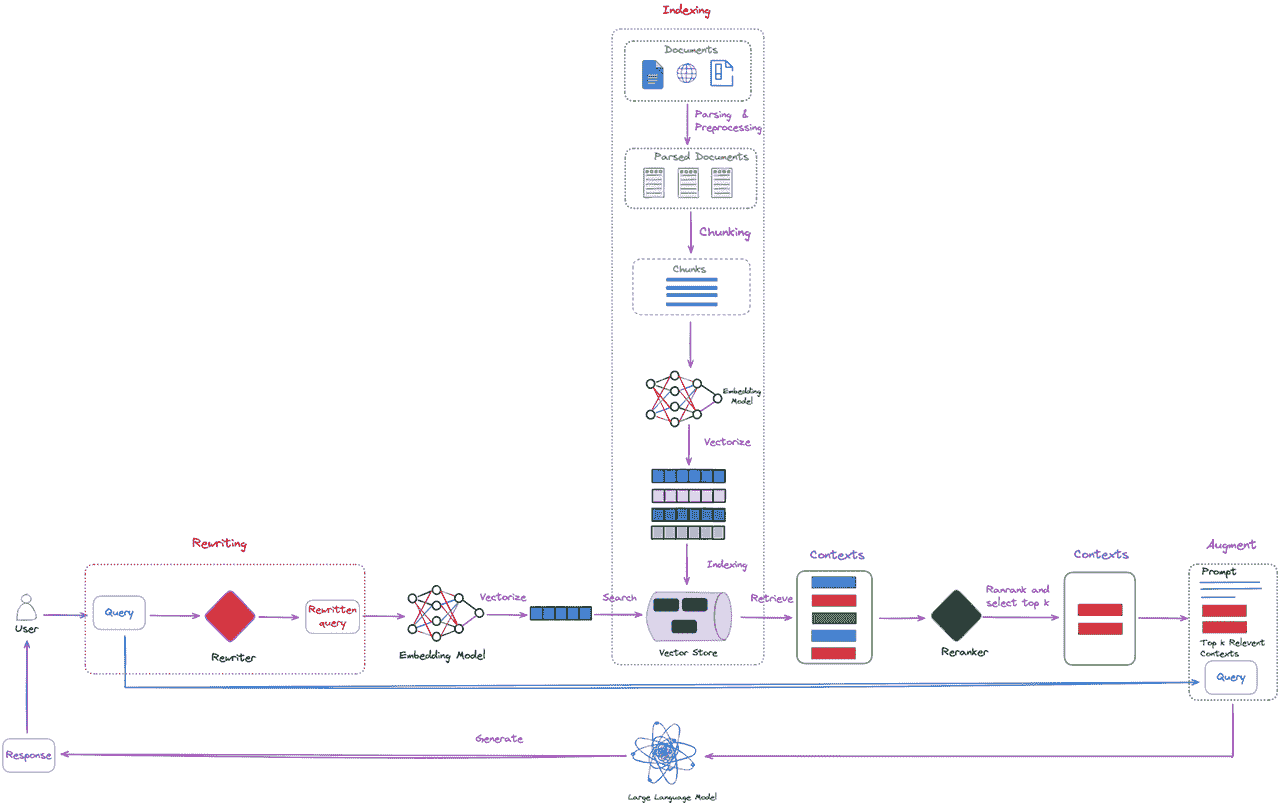 Indexing
Documents
Parsing &
Preprocessing
Parsed Documents
Chunking
Chunks
Embedding
Model
Vectorize
Indexing
Rewriting
User
Query
Rewriter
Rewritten
query
Embedding Model
Vectorize
Search
Vector Store
Retrieve
Contexts
Reranker
Ranrank and
select top k
Contexts
Augment
Prompt
Top k Relevent
Contexts
Query
Large Language Model
Generate
Response